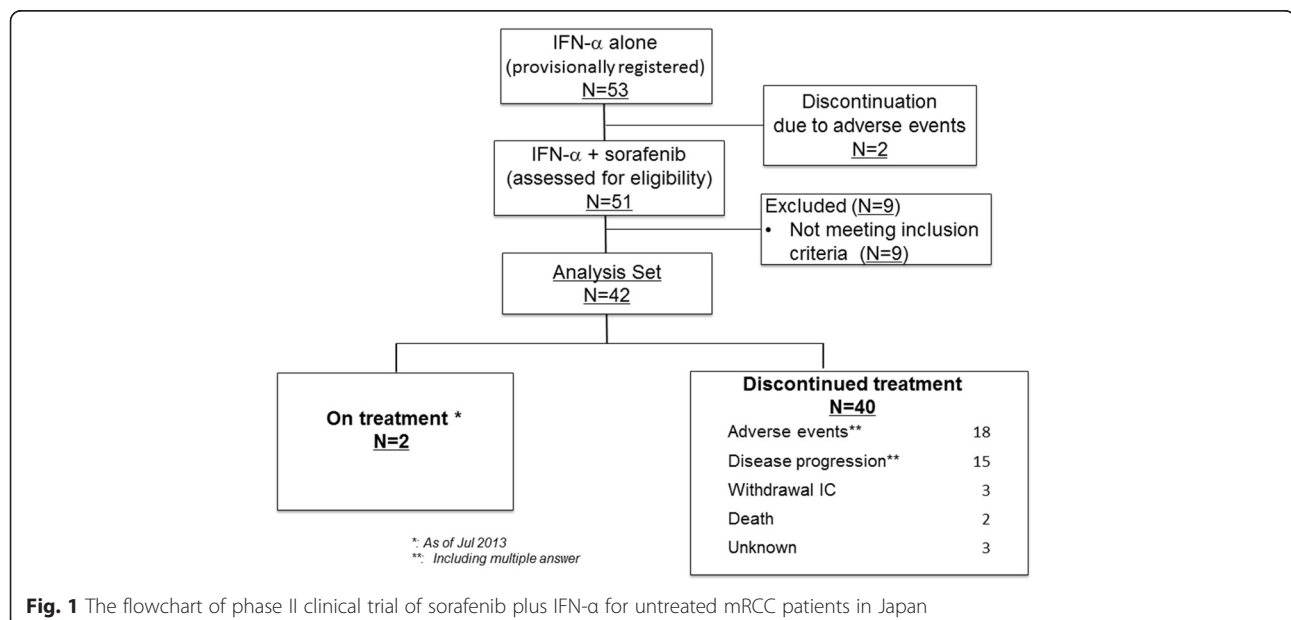 IFN-α alone
(provisionally registered)
N=53
Discontinuation
due to adverse events
N=2
IFN-α + sorafenib
(assessed for eligibility)
N=51
Excluded (N=9)
• Not meeting inclusion
criteria (N=9)
Analysis Set
N=42
On treatment *
N=2
Discontinued treatment
N=40
Adverse events** 18
Disease progression** 15
Withdrawal IC 3
Death 2
Unknown 3
*: As of Jul 2013
**: Including multiple answer
Fig. 1 The flowchart of phase II clinical trial of sorafenib plus IFN-α for untreated mRCC patients in Japan